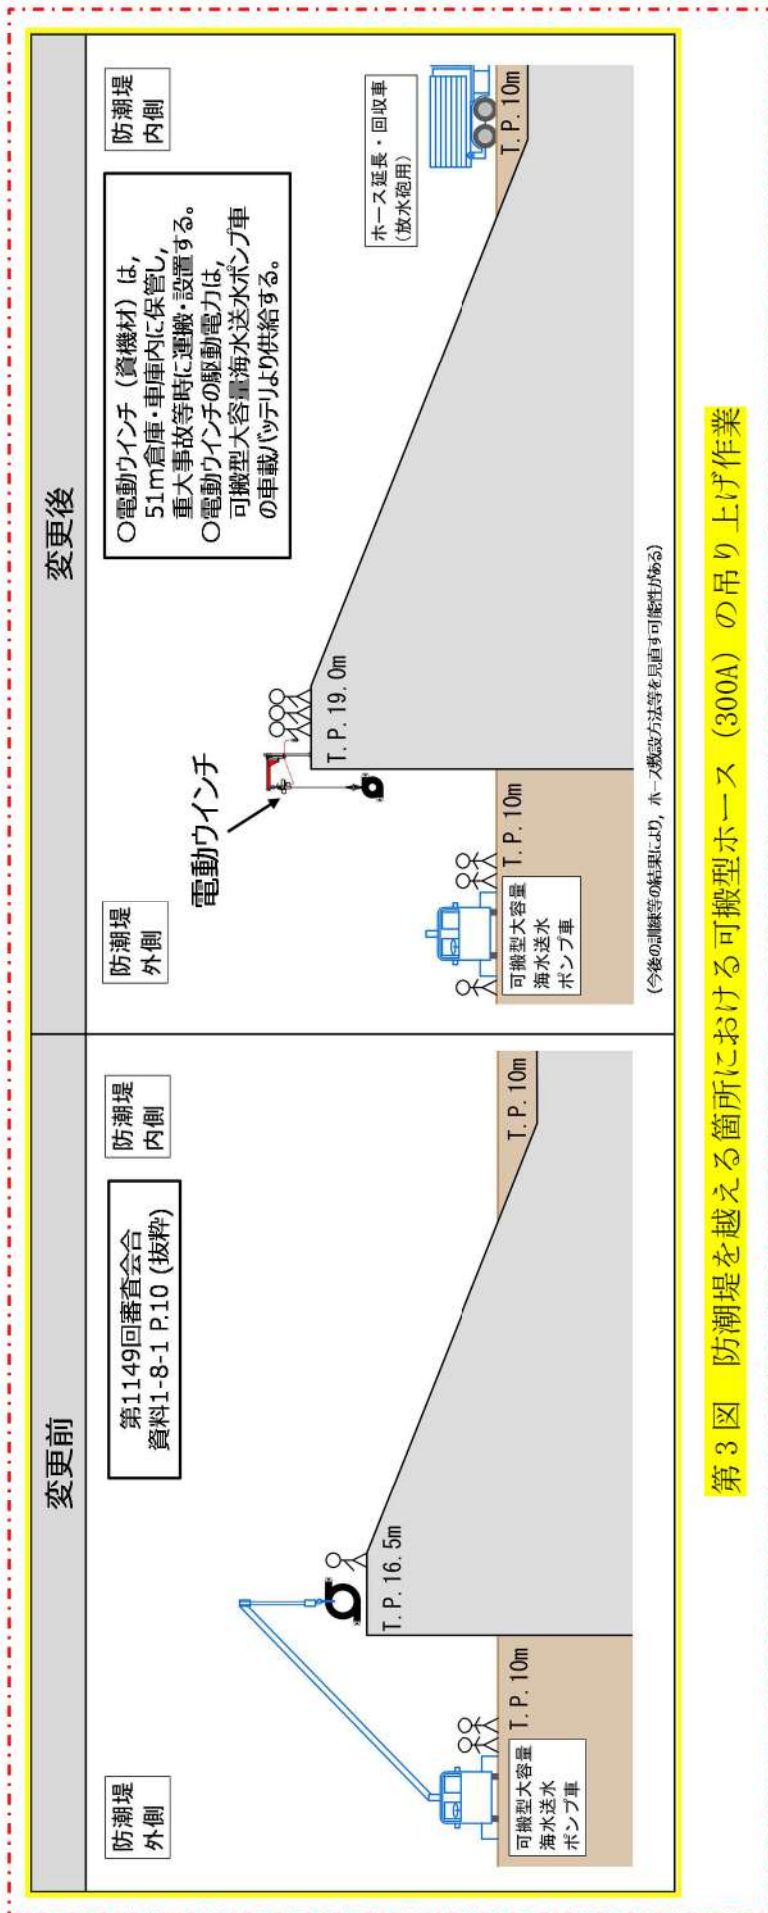 変更前
変更後
防潮堤
外側
第1149回審査会合
資料1-8-1 P.10 (抜粋)
防潮堤
内側
T.P.16.5m
T.P.10m
T.P.10m
可搬型大容量
海水送水
ポンプ車
防潮堤
外側
電動ウインチ
○電動ウインチ（資機材）は,
51m倉庫・車庫内に保管し,
重大事故等時に運搬・設置する。
○電動ウインチの駆動電力は,
可搬型大容量海水送水ポンプ車
の車載バッテリより供給する。
防潮堤
内側
ホース延長・回収車
（放水砲用）
T.P.19.0m
T.P.10m
T.P.10m
可搬型大容量
海水送水
ポンプ車
(今後の訓練等の結果により, ホース敷設方法等を見直す可能性がある)
第3図 防潮堤を越える箇所における可搬型ホース（300A）の吊り上げ作業